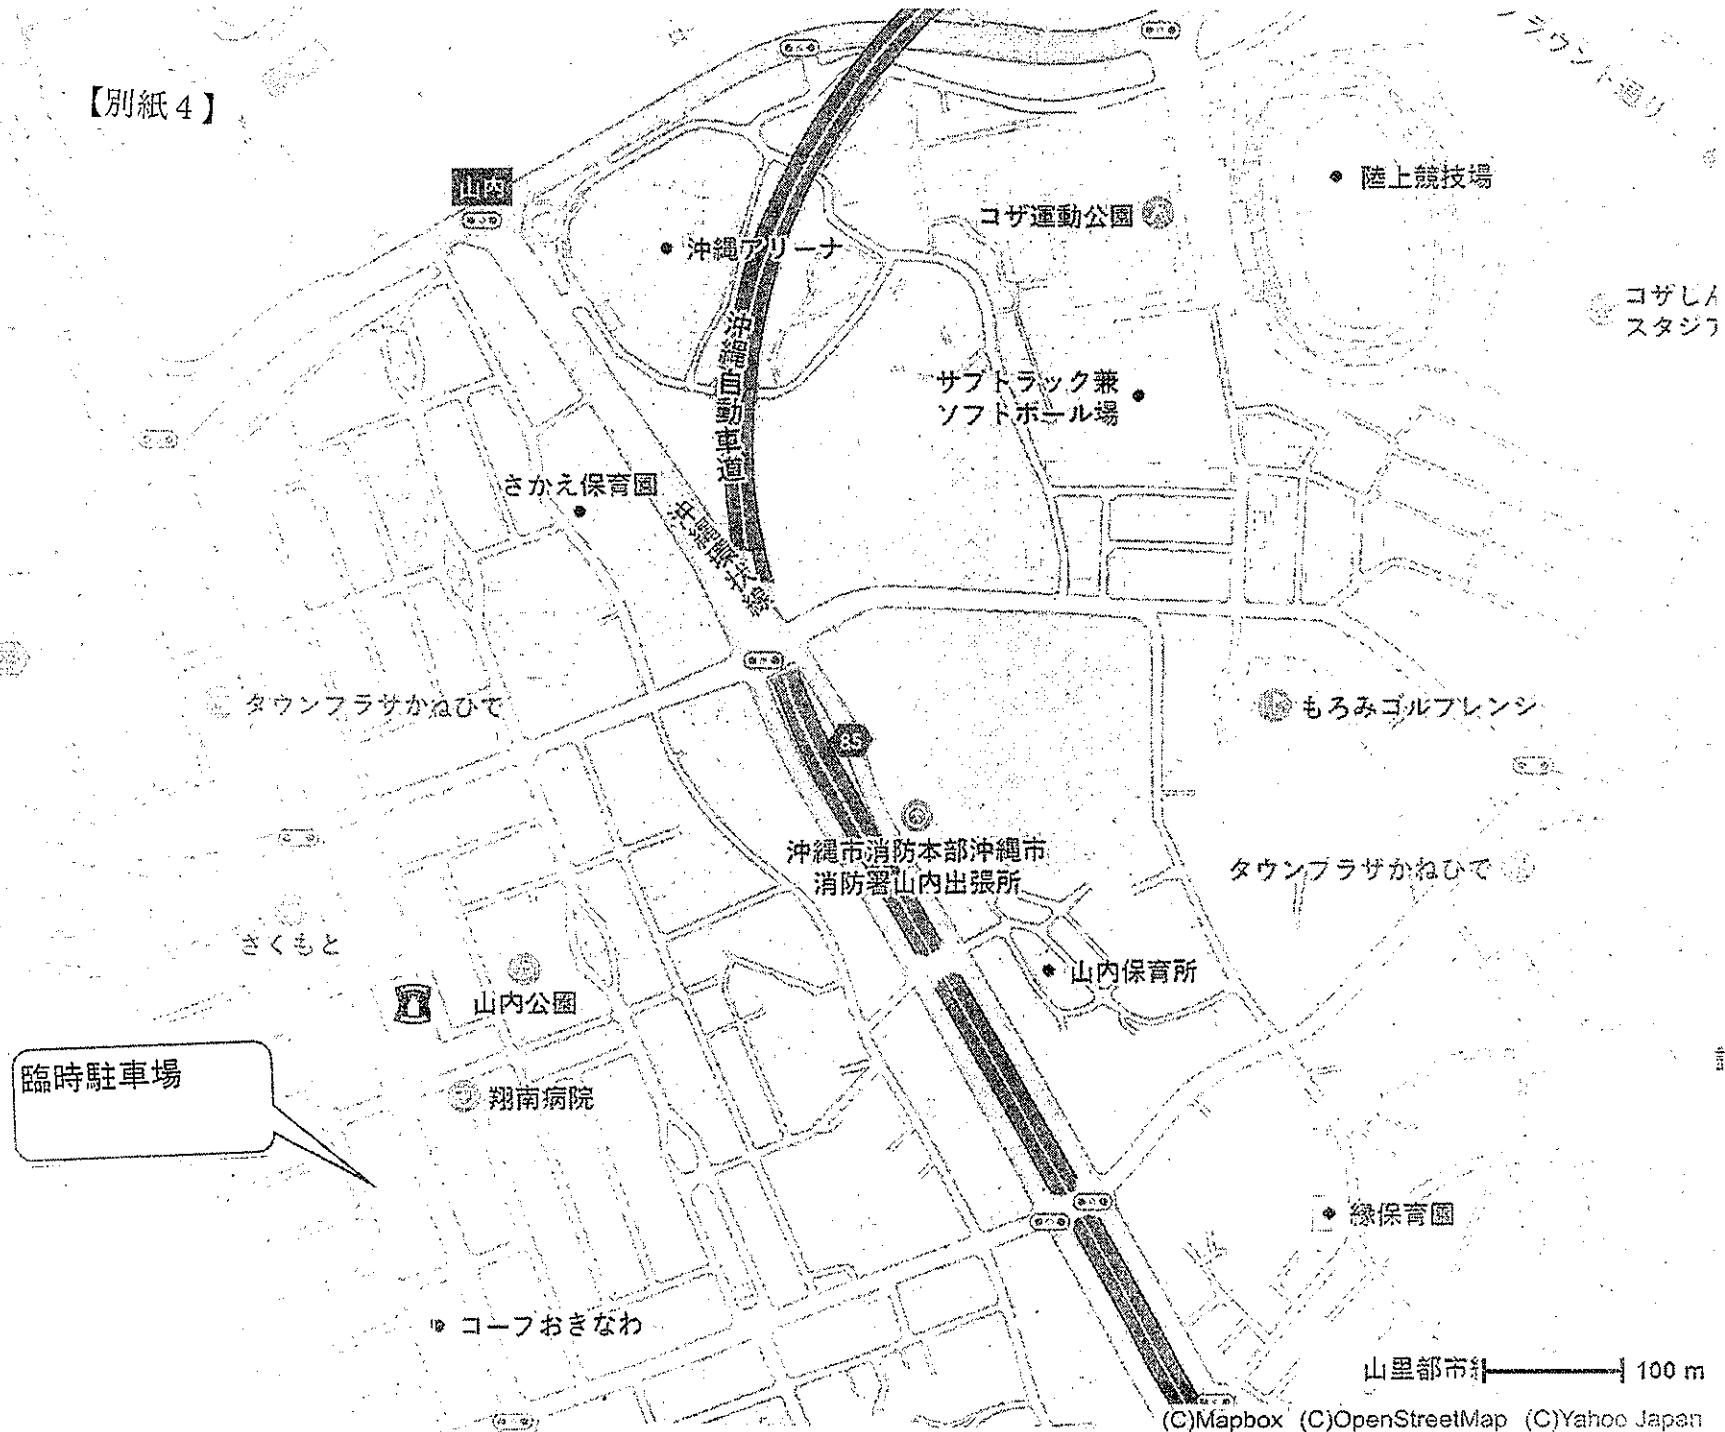 【別紙4】
山内
陸上競技場
コザ運動公園
沖縄アリーナ
コザしん
スタジア
沖縄自動車道
サブトラック兼
ソフトボール場
さかえ保育園
沖縄環状線
タウンプラザかねひで
もろみゴルフレンジ
85
沖縄市消防本部沖縄市
消防署山内出張所
タウンプラザかねひで
さくもと
山内保育所
山内公園
臨時駐車場
翔南病院
緑保育園
コープおきなわ
山里都市
100 m
(C)Mapbox (C)OpenStreetMap (C)Yahoo Japan